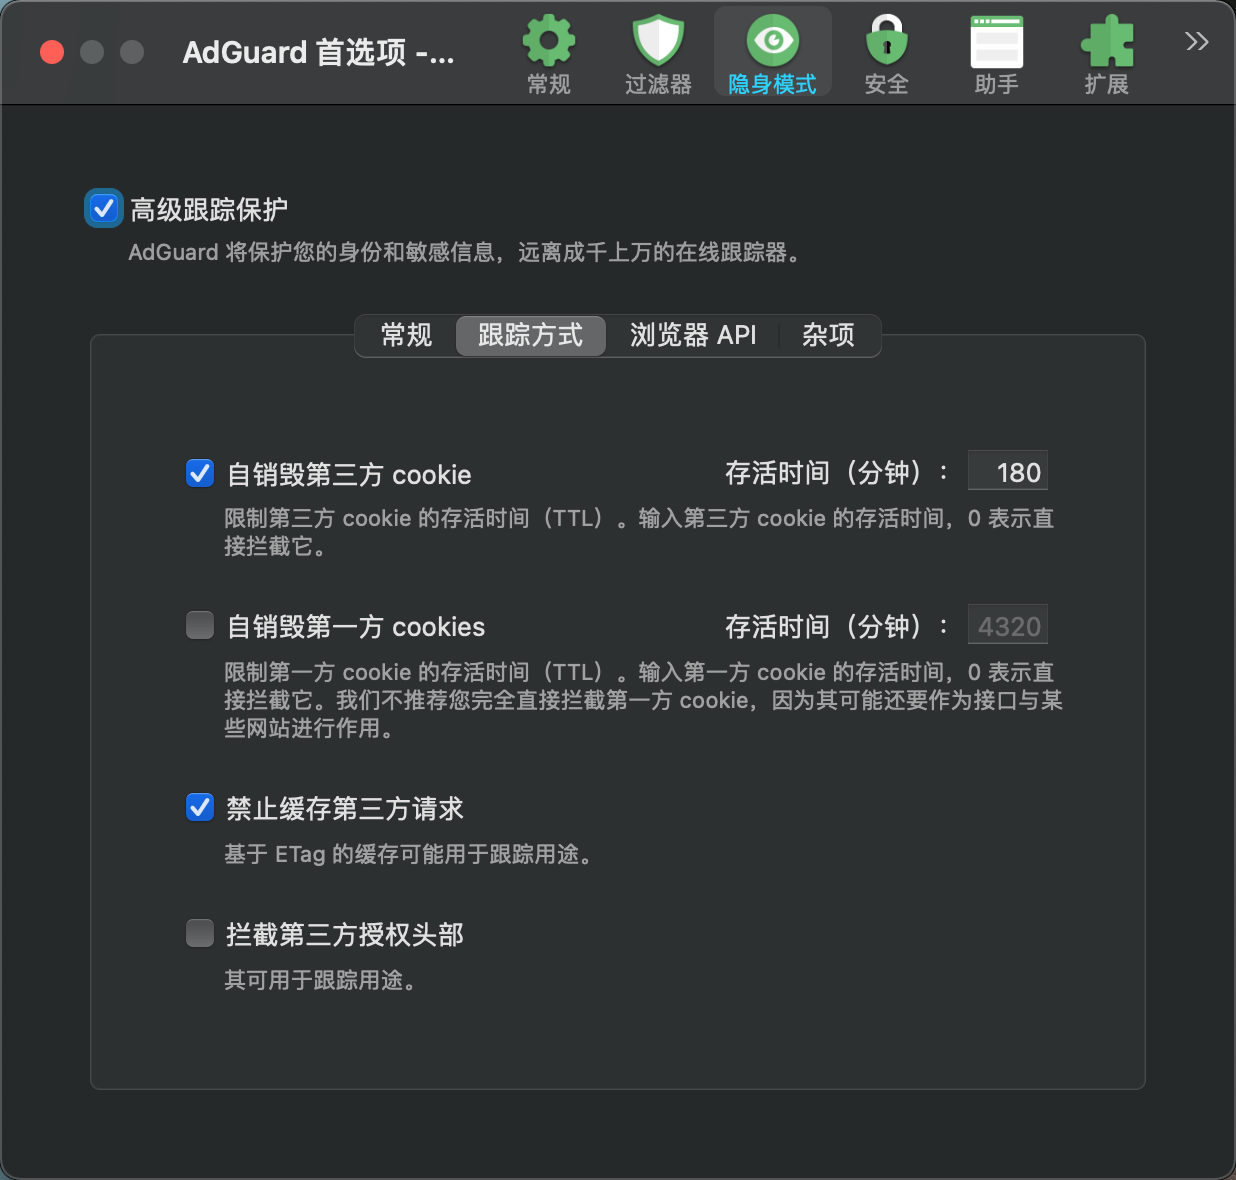 AdGuard 首选项 -...
常规
过滤器
隐身模式
安全
助手
扩展
高级跟踪保护
AdGuard 将保护您的身份和敏感信息，远离成千上万的在线跟踪器。
常规
跟踪方式
浏览器 API
杂项
自销毁第三方 cookie
存活时间（分钟）：
180
限制第三方 cookie 的存活时间（TTL）。输入第三方 cookie 的存活时间，0 表示直
接拦截它。
自销毁第一方 cookies
存活时间（分钟）：
4320
限制第一方 cookie 的存活时间（TTL）。输入第一方 cookie 的存活时间，0 表示直
接拦截它。我们不推荐您完全直接拦截第一方 cookie，因为其可能还要作为接口与某
些网站进行作用。
禁止缓存第三方请求
基于 ETag 的缓存可能用于跟踪用途。
拦截第三方授权头部
其可用于跟踪用途。